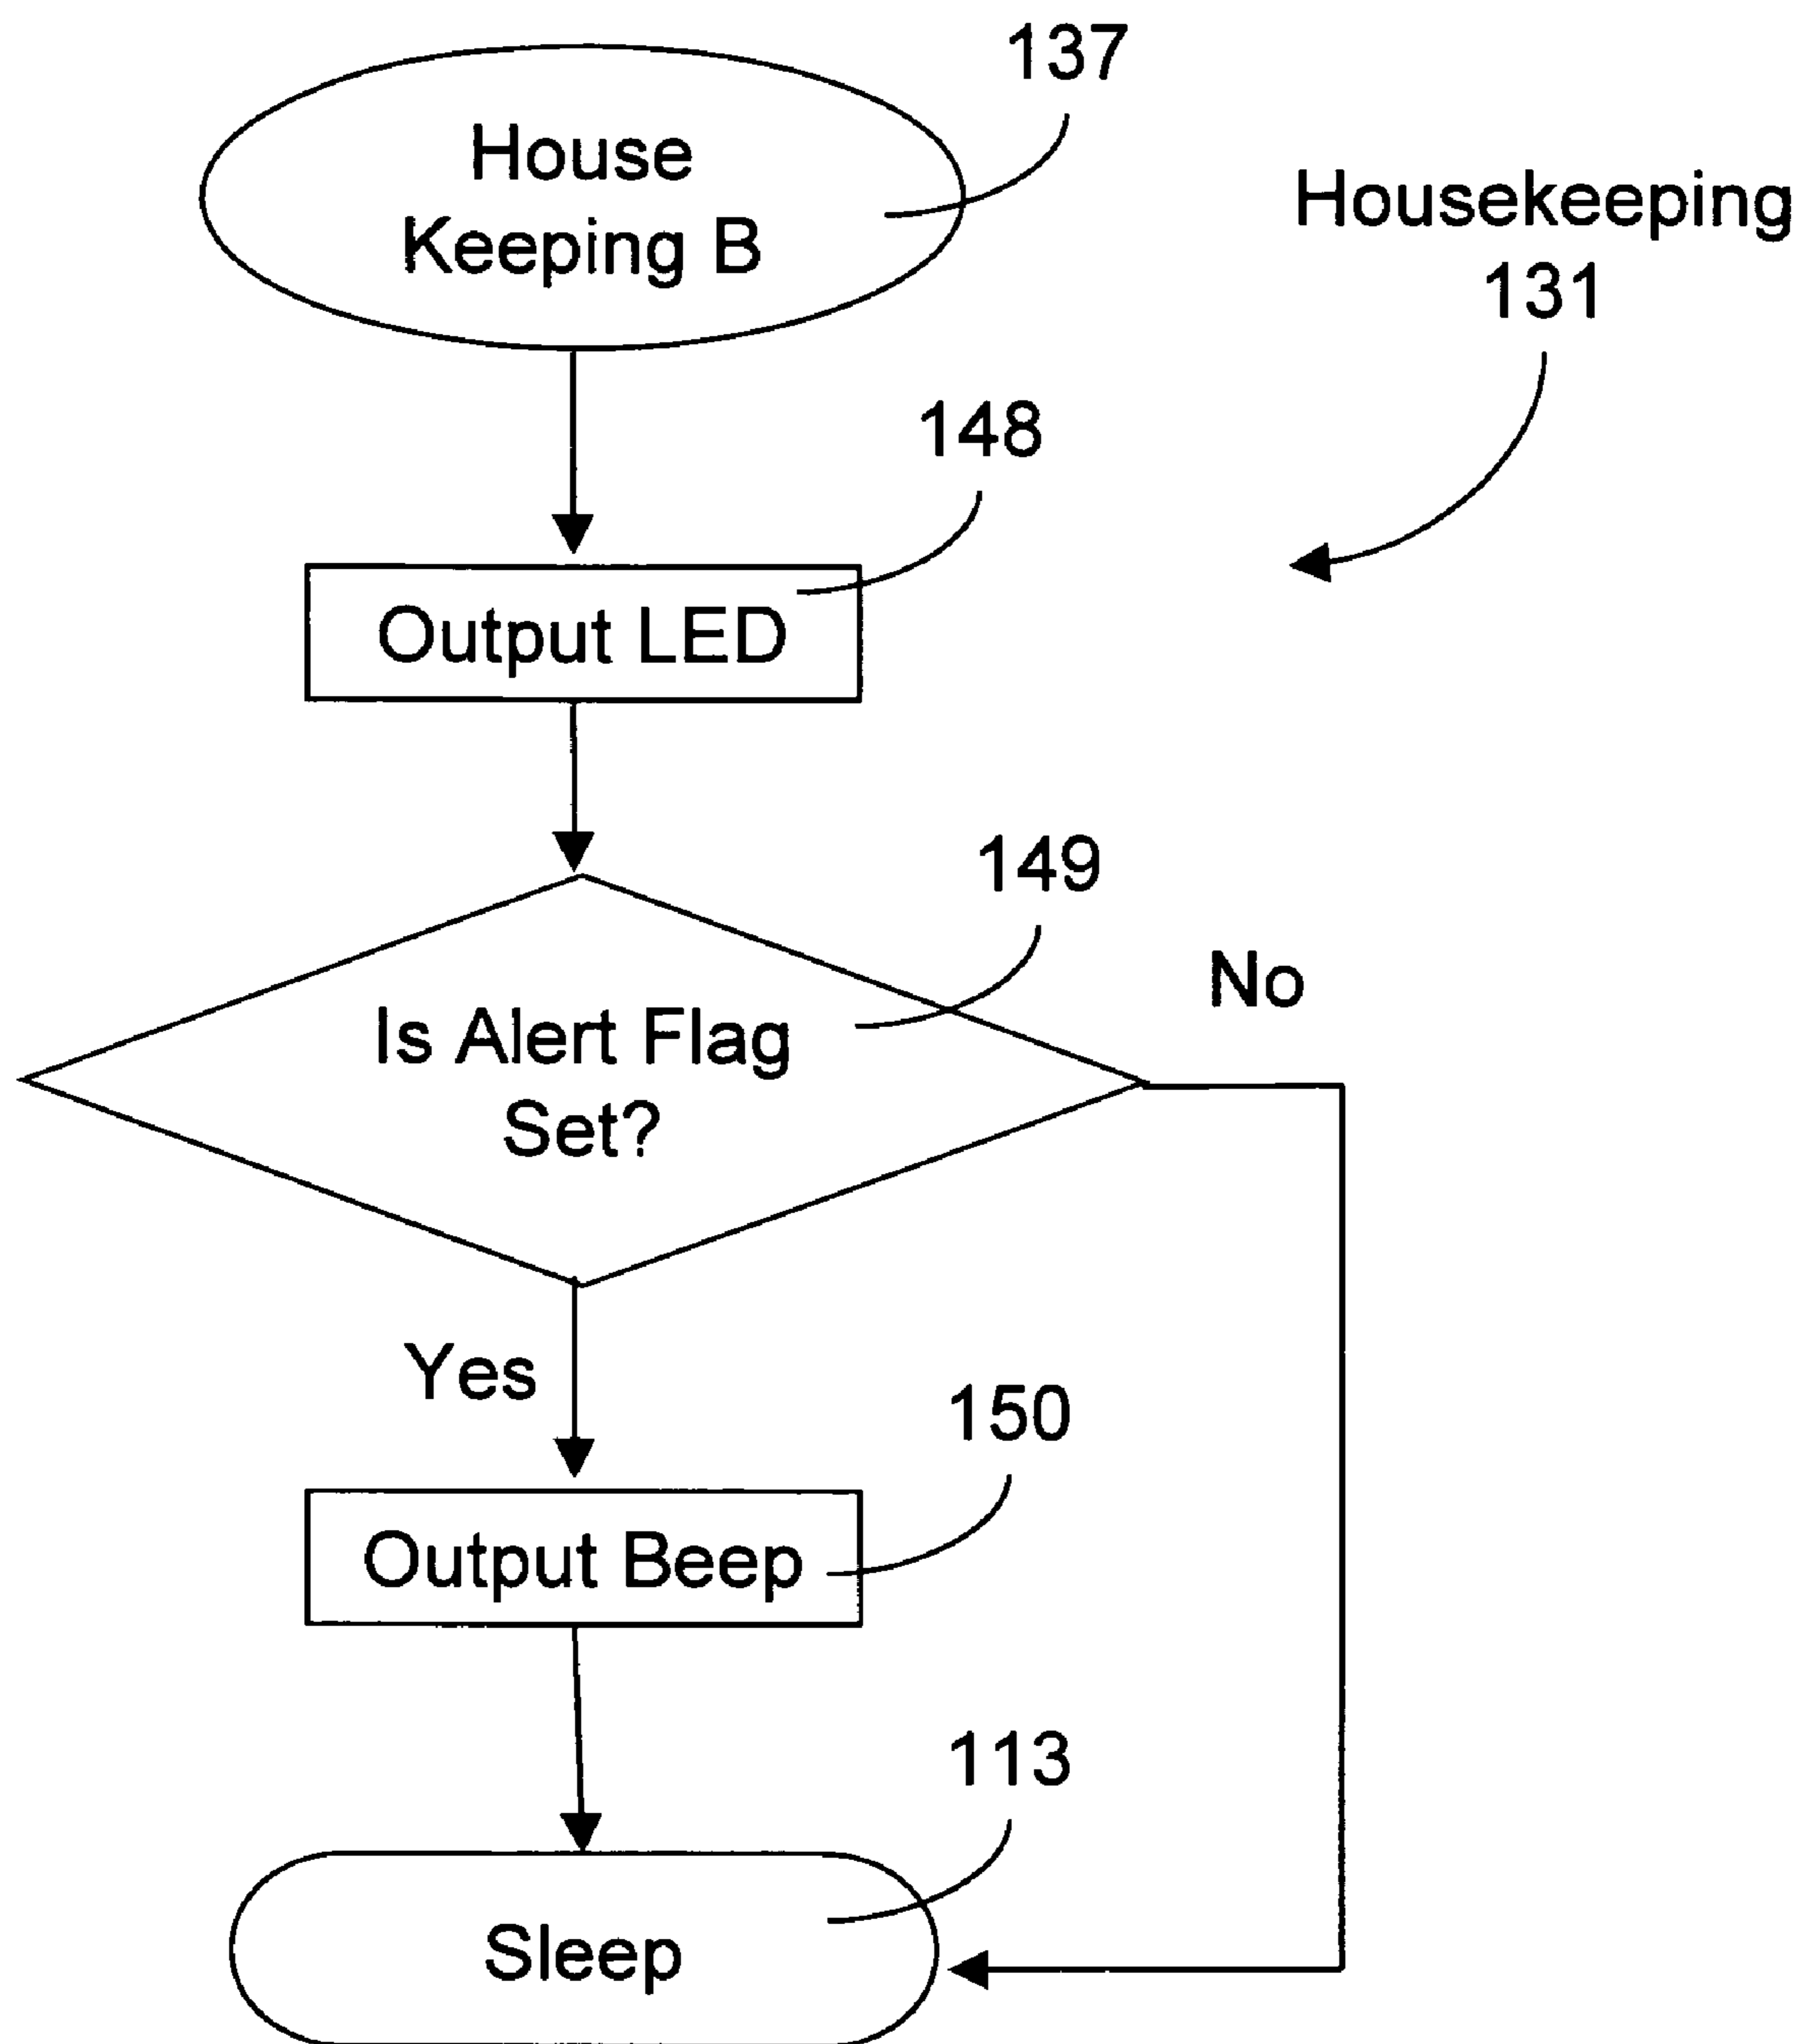 137
House
Keeping B
Housekeeping
131
148
Output LED
149
No
Is Alert Flag
Set?
Yes
150
Output Beep
113
Sleep